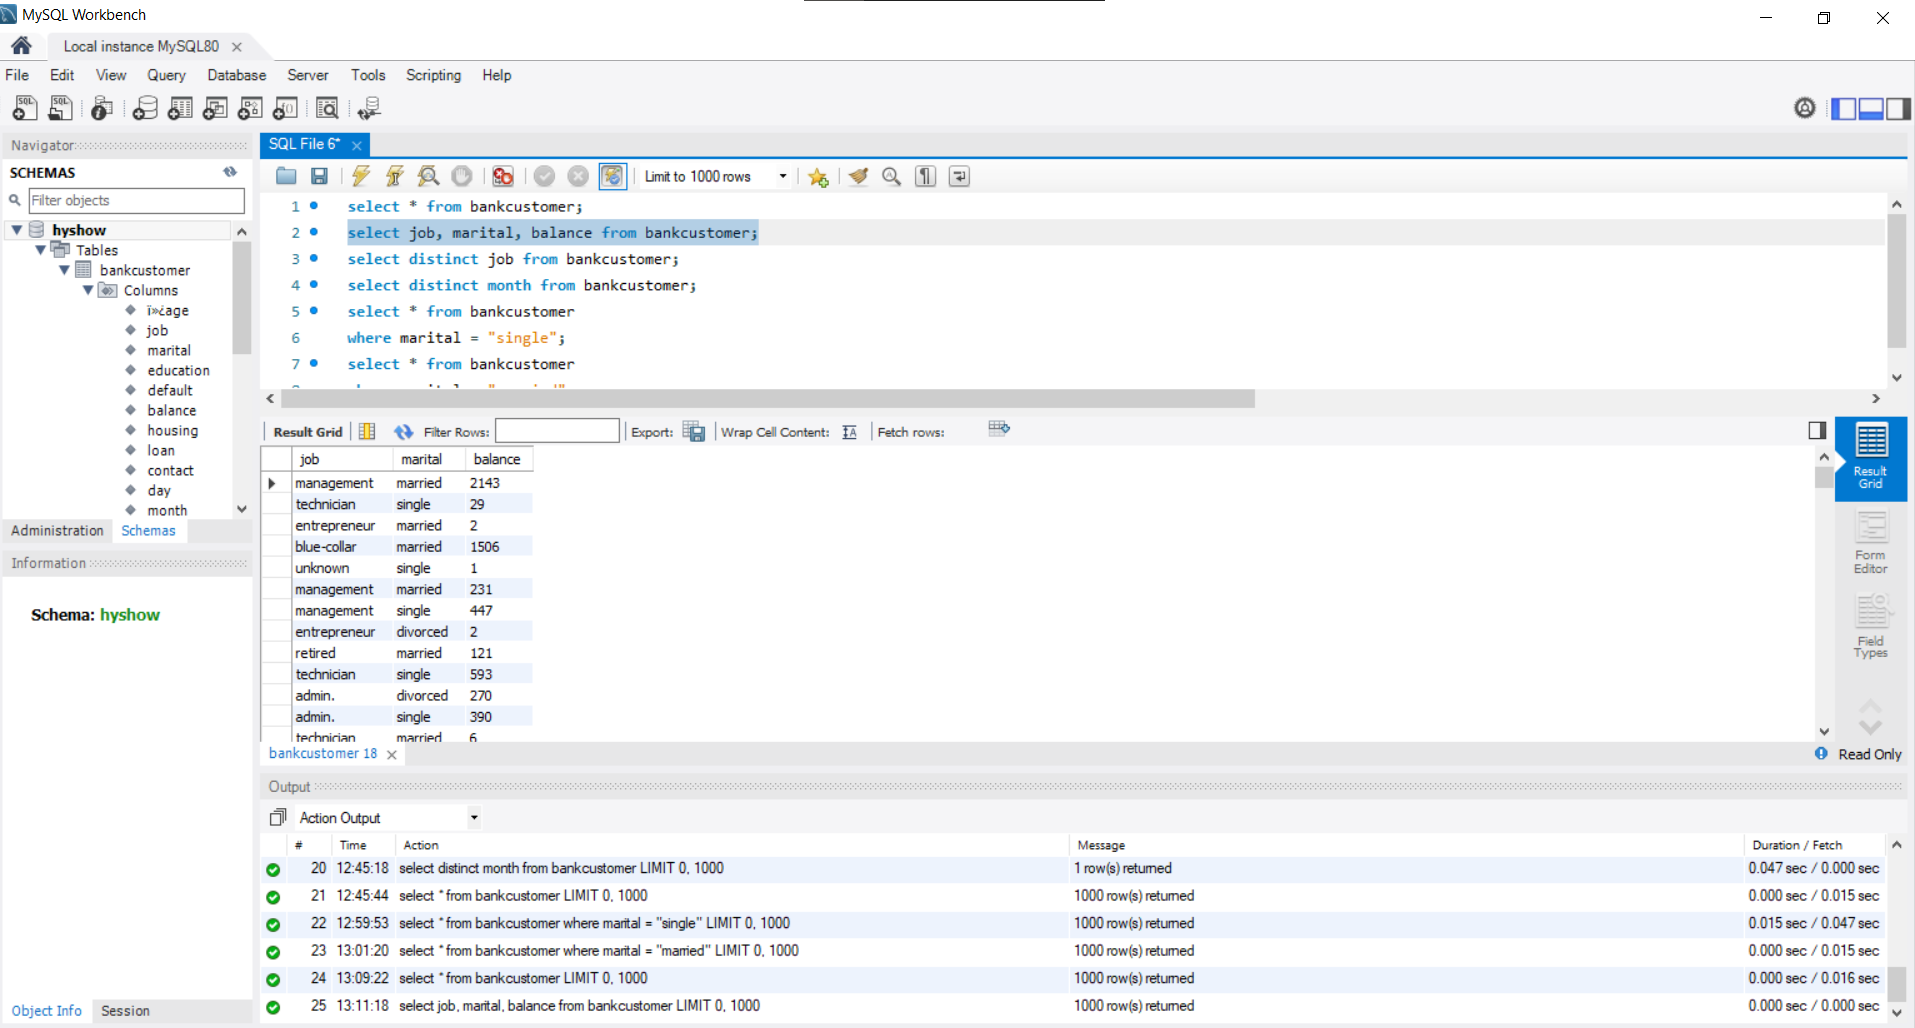 MySQL Workbench
Local instance MySQL80
File Edit View Query Database Server Tools Scripting Help
Navigator
SCHEMAS
Filter objects
hyshow
Tables
bankcustomer
Columns
ï»¿age
job
marital
education
default
balance
housing
loan
contact
day
month
Administration Schemas
Information
Schema: hyshow
Object Info Session
SQL File 6*
Limit to 1000 rows
1 select * from bankcustomer;
2 select job, marital, balance from bankcustomer;
3 select distinct job from bankcustomer;
4 select distinct month from bankcustomer;
5 select * from bankcustomer
6 where marital = "single";
7 select * from bankcustomer
Result Grid Filter Rows: Export: Wrap Cell Content: Fetch rows:
job marital balance
management married 2143
technician single 29
entrepreneur married 2
blue-collar married 1506
unknown single 1
management married 231
management single 447
entrepreneur divorced 2
retired married 121
technician single 593
admin. divorced 270
admin. single 390
technician married 6
Result Grid
Form Editor
Field Types
bankcustomer 18
Read Only
Output
Action Output
# Time Action Message Duration / Fetch
20 12:45:18 select distinct month from bankcustomer LIMIT 0, 1000 1 row(s) returned 0.047 sec / 0.000 sec
21 12:45:44 select * from bankcustomer LIMIT 0, 1000 1000 row(s) returned 0.000 sec / 0.015 sec
22 12:59:53 select * from bankcustomer where marital = "single" LIMIT 0, 1000 1000 row(s) returned 0.015 sec / 0.047 sec
23 13:01:20 select * from bankcustomer where marital = "married" LIMIT 0, 1000 1000 row(s) returned 0.000 sec / 0.015 sec
24 13:09:22 select * from bankcustomer LIMIT 0, 1000 1000 row(s) returned 0.000 sec / 0.016 sec
25 13:11:18 select job, marital, balance from bankcustomer LIMIT 0, 1000 1000 row(s) returned 0.000 sec / 0.000 sec